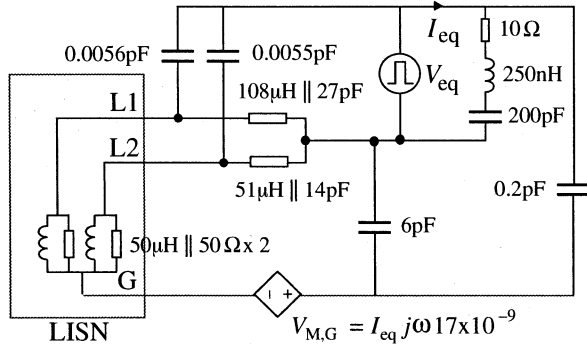 I_eq
10Ω
0.0056pF
0.0055pF
V_eq
250nH
108μH || 27pF
L1
200pF
L2
51μH || 14pF
0.2pF
6pF
50μH || 50Ω x 2
G
LISN
V_M,G = I_eq jω17x10^-9